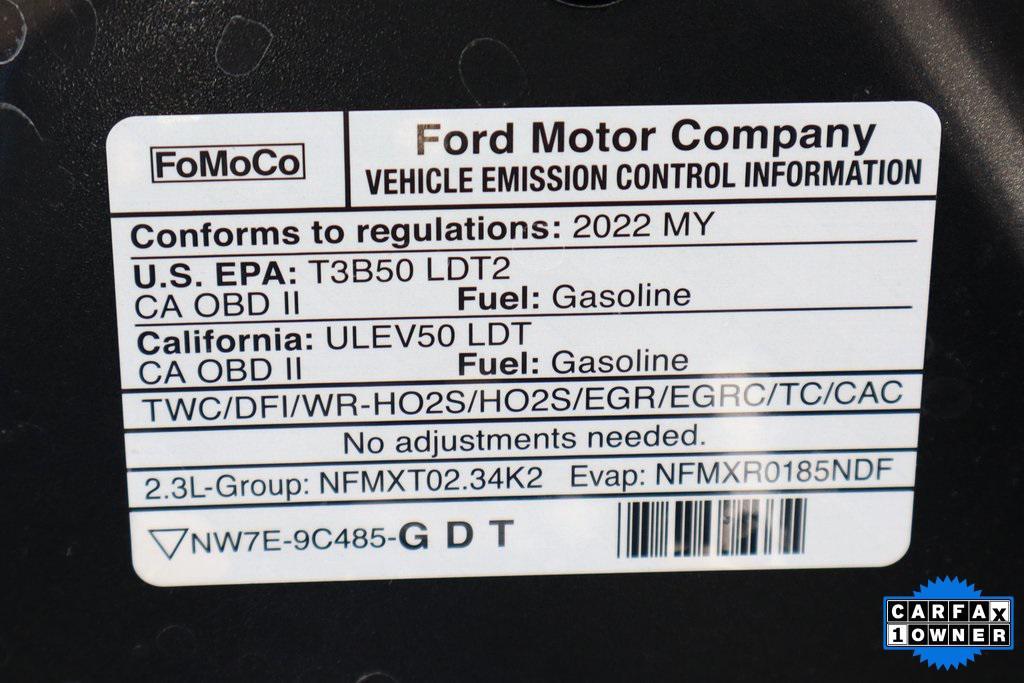 FoMoCo
Ford Motor Company
VEHICLE EMISSION CONTROL INFORMATION
Conforms to regulations: 2022 MY
U.S. EPA: T3B50 LDT2
CA OBD II Fuel: Gasoline
California: ULEV50 LDT
CA OBD II Fuel: Gasoline
TWC/DFI/WR-HO2S/HO2S/EGR/EGRC/TC/CAC
No adjustments needed.
2.3L-Group: NFMXT02.34K2 Evap: NFMXR0185NDF
NW7E-9C485-G D T
CARFAX
1 OWNER